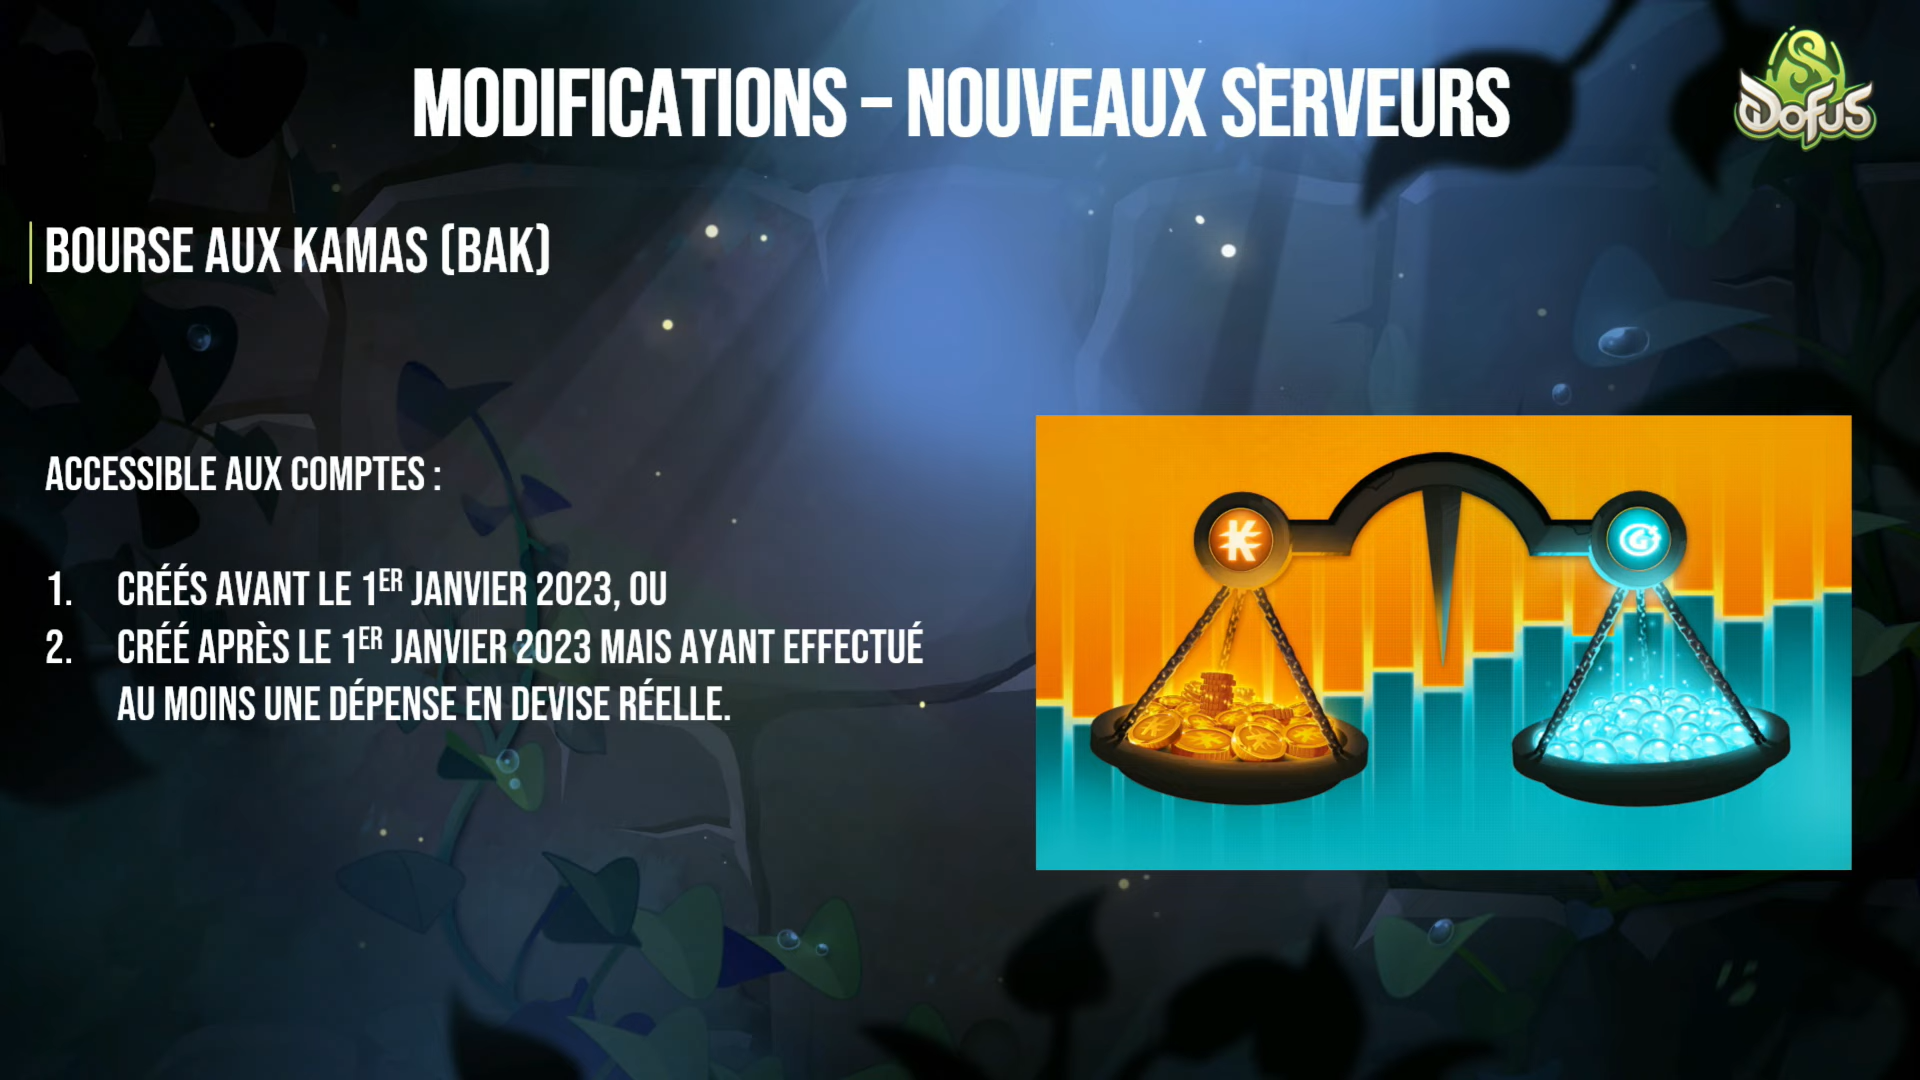 MODIFICATIONS – NOUVEAUX SERVEURS
DOFUS
BOURSE AUX KAMAS (BAK)
ACCESSIBLE AUX COMPTES :
1. CRÉÉS AVANT LE 1ER JANVIER 2023, OU
2. CRÉÉ APRÈS LE 1ER JANVIER 2023 MAIS AYANT EFFECTUÉ
AU MOINS UNE DÉPENSE EN DEVISE RÉELLE.
K
G